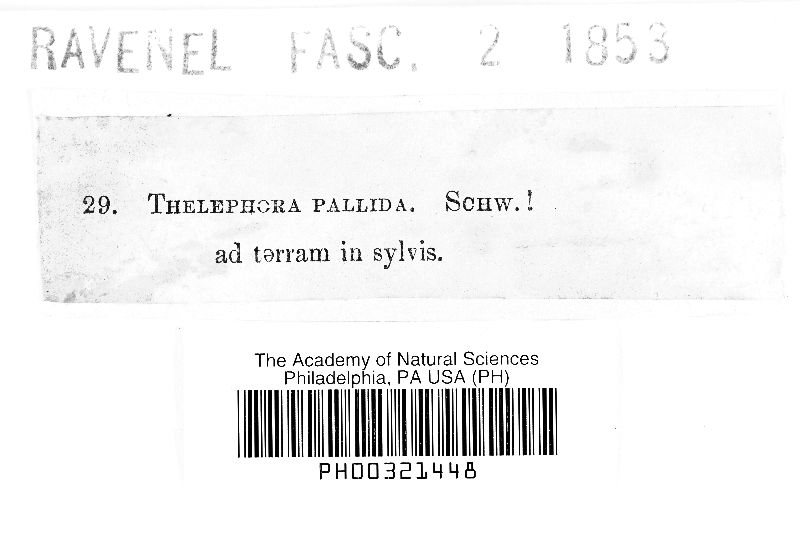 RAVENEL FASC. 2 1853
29. THELEPHORA PALLIDA. SCHW.!
ad terram in sylvis.
The Academy of Natural Sciences
Philadelphia, PA USA (PH)
PH00321448